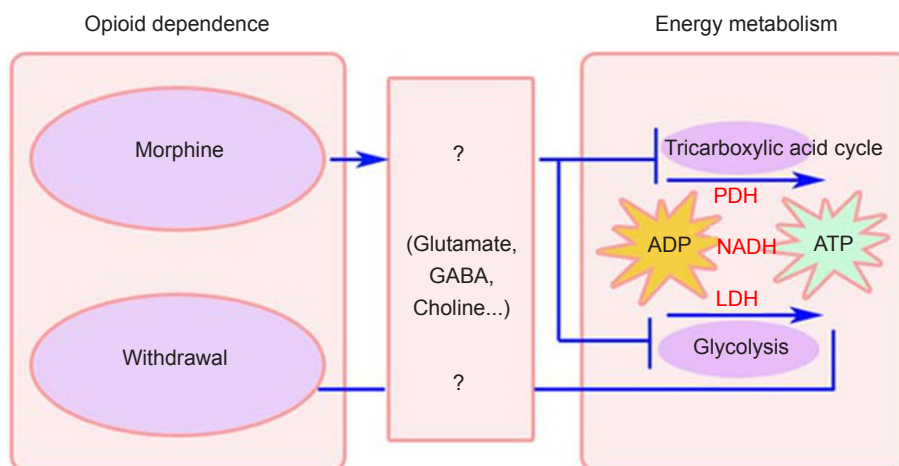 Opioid dependence
Energy metabolism
Morphine
Withdrawal
?
(Glutamate,
GABA,
Choline...)
?
Tricarboxylic acid cycle
PDH
ADP
NADH
ATP
LDH
Glycolysis